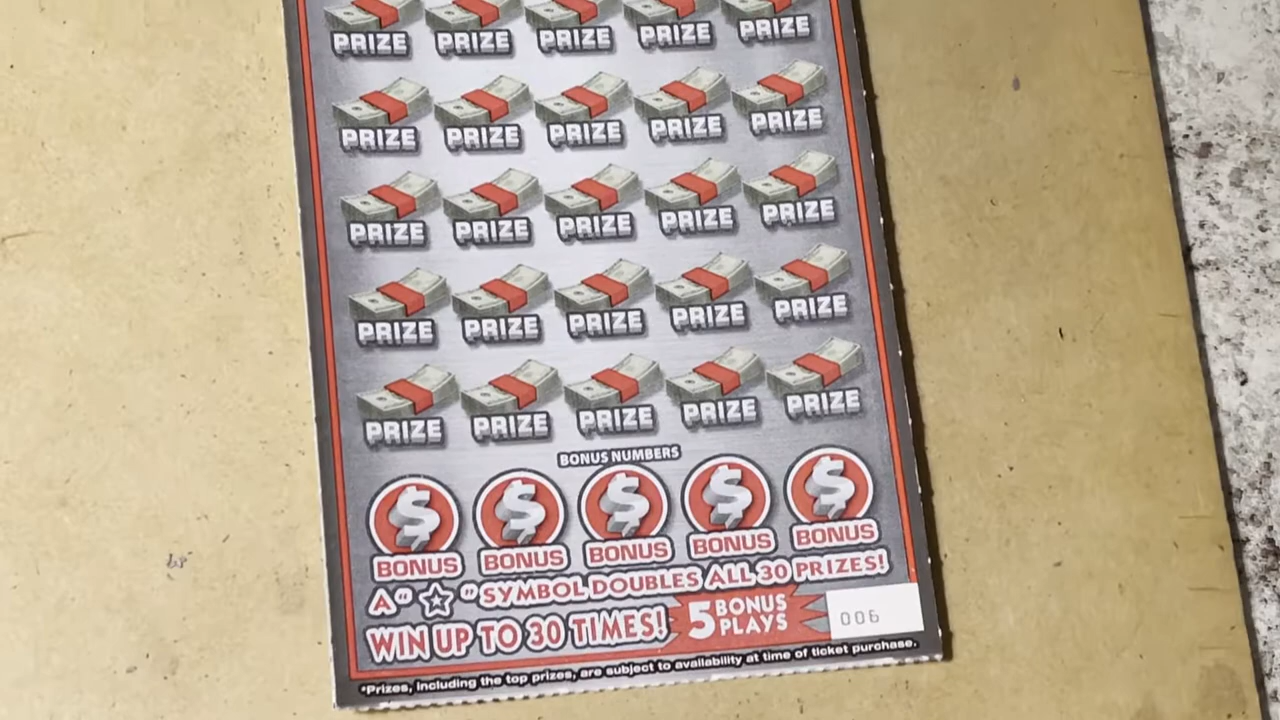 PRIZE PRIZE PRIZE PRIZE PRIZE
PRIZE PRIZE PRIZE PRIZE PRIZE
PRIZE PRIZE PRIZE PRIZE PRIZE
PRIZE PRIZE PRIZE PRIZE PRIZE
PRIZE PRIZE PRIZE PRIZE PRIZE
BONUS NUMBERS
$ $ $ $ $
BONUS BONUS BONUS BONUS BONUS
A "☆" SYMBOL DOUBLES ALL 30 PRIZES!
WIN UP TO 30 TIMES! 5 BONUS PLAYS 006
*Prizes, including the top prizes, are subject to availability at time of ticket purchase.